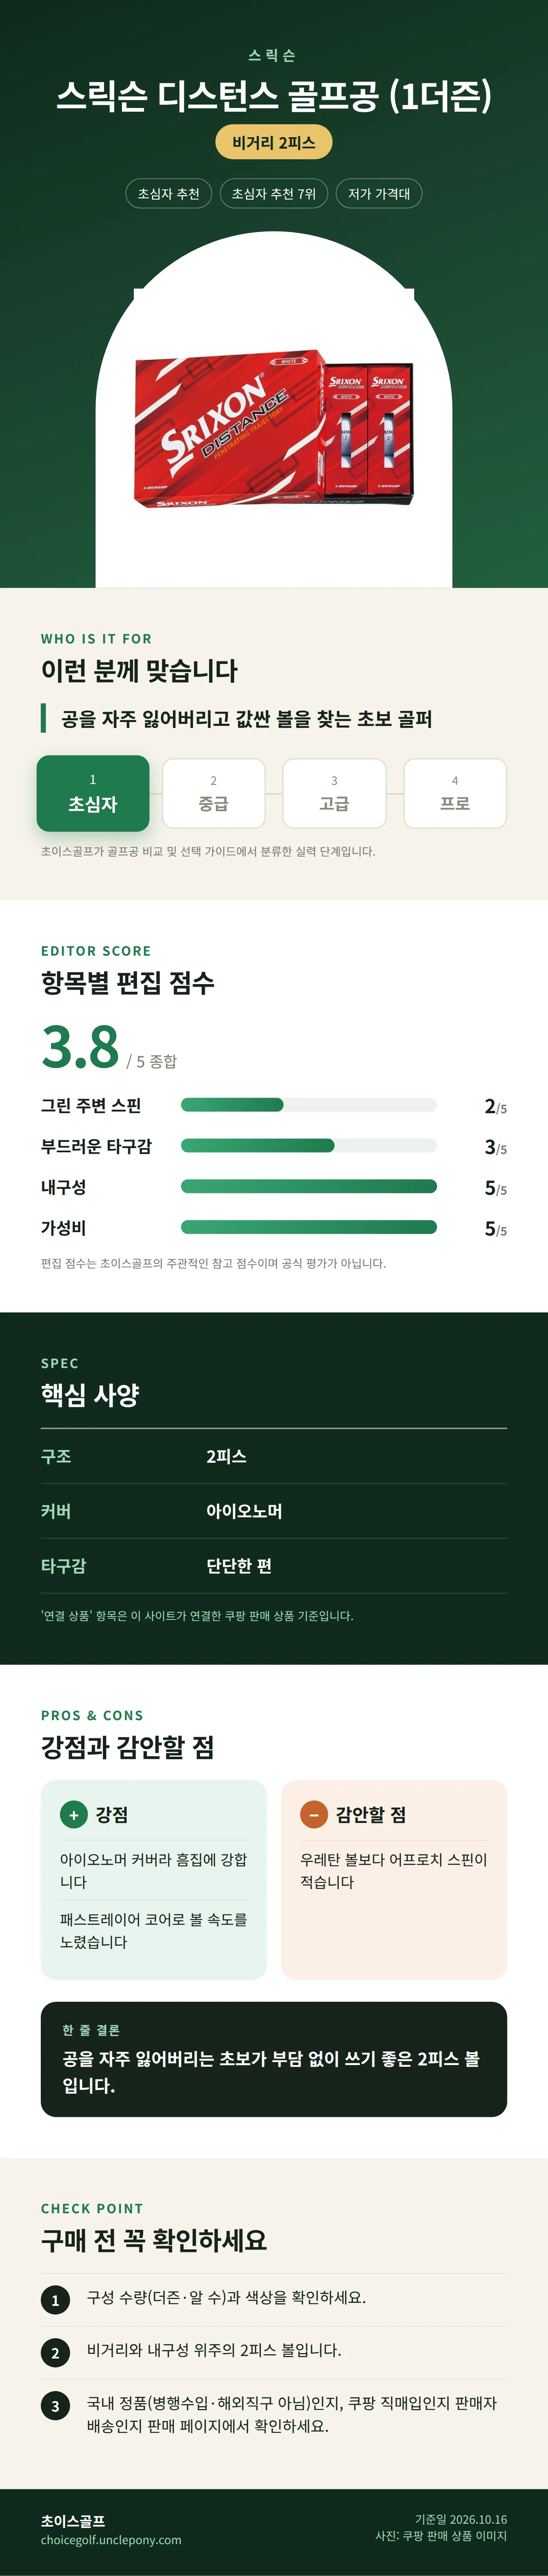 스릭슨
스릭슨 디스턴스 골프공 (1더즌)
비거리 2피스
초심자 추천
초심자 추천 7위
저가 가격대
WHITE
SRIXON
DISTANCE
PENETRATING TRAJECTORY
DUNLOP
SRIXON
SRIXON
WHITE
WHITE
DUNLOP
DUNLOP
SRIXON
WHO IS IT FOR
이런 분께 맞습니다
공을 자주 잃어버리고 값싼 볼을 찾는 초보 골퍼
1
초심자
2
중급
3
고급
4
프로
초이스골프가 골프공 비교 및 선택 가이드에서 분류한 실력 단계입니다.
EDITOR SCORE
항목별 편집 점수
3.8 / 5 종합
그린 주변 스핀 2/5
부드러운 타구감 3/5
내구성 5/5
가성비 5/5
편집 점수는 초이스골프의 주관적인 참고 점수이며 공식 평가가 아닙니다.
SPEC
핵심 사양
구조 2피스
커버 아이오노머
타구감 단단한 편
'연결 상품' 항목은 이 사이트가 연결한 쿠팡 판매 상품 기준입니다.
PROS & CONS
강점과 감안할 점
+ 강점
아이오노머 커버라 흠집에 강합
니다
패스트레이어 코어로 볼 속도를
노렸습니다
− 감안할 점
우레탄 볼보다 어프로치 스핀이
적습니다
한 줄 결론
공을 자주 잃어버리는 초보가 부담 없이 쓰기 좋은 2피스 볼
입니다.
CHECK POINT
구매 전 꼭 확인하세요
1 구성 수량(더즌·알 수)과 색상을 확인하세요.
2 비거리와 내구성 위주의 2피스 볼입니다.
3 국내 정품(병행수입·해외직구 아님)인지, 쿠팡 직매입인지 판매자
배송인지 판매 페이지에서 확인하세요.
초이스골프
choicegolf.unclepony.com
기준일 2026.10.16
사진: 쿠팡 판매 상품 이미지